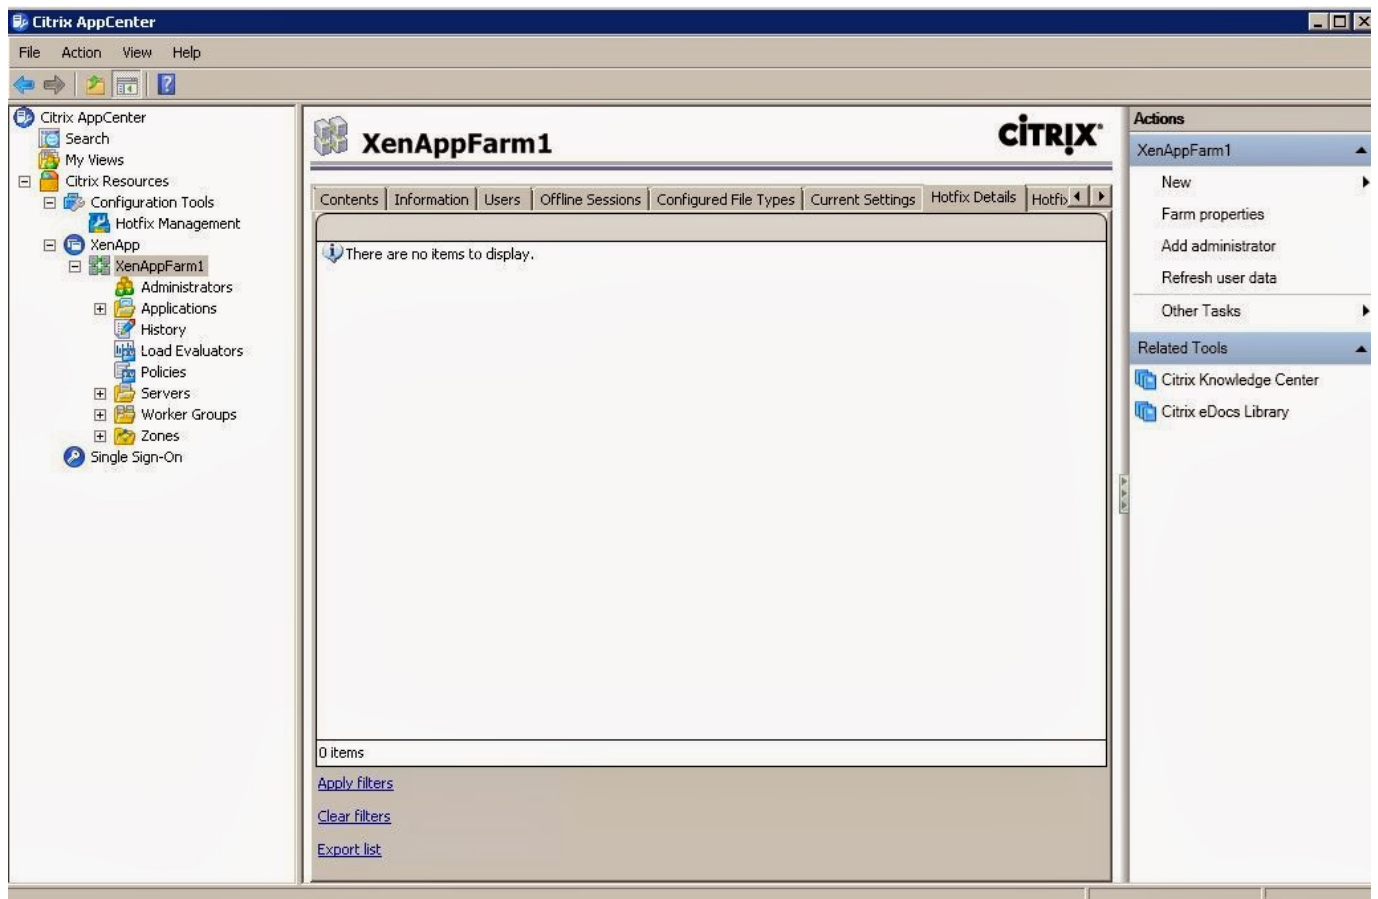 Citrix AppCenter
File Action View Help
Citrix AppCenter
Search
My Views
Citrix Resources
Configuration Tools
Hotfix Management
XenApp
XenAppFarm1
Administrators
Applications
History
Load Evaluators
Policies
Servers
Worker Groups
Zones
Single Sign-On
XenAppFarm1
CITRIX
Contents Information Users Offline Sessions Configured File Types Current Settings Hotfix Details Hotfix
There are no items to display.
0 items
Apply filters
Clear filters
Export list
Actions
XenAppFarm1
New
Farm properties
Add administrator
Refresh user data
Other Tasks
Related Tools
Citrix Knowledge Center
Citrix eDocs Library